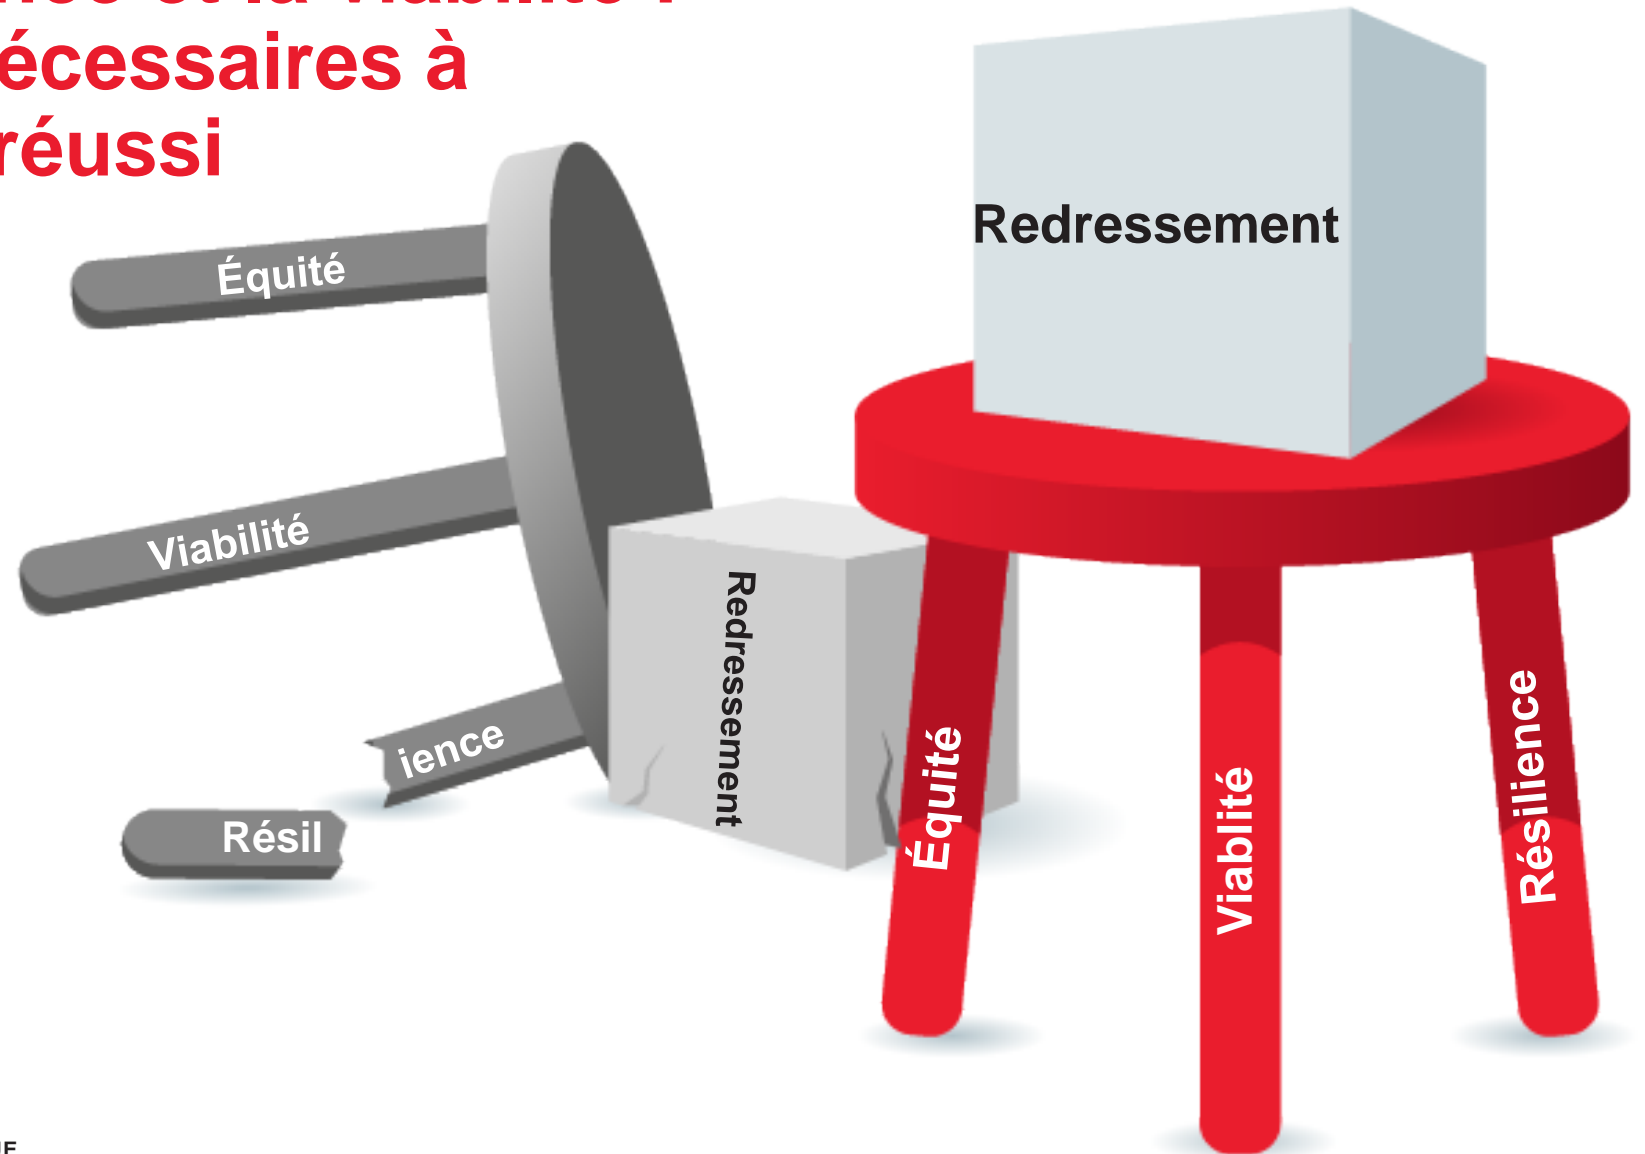 écessaires à
réussi
Redressement
Équité
Viabilité
Redressement
ience
Résil
Équité
Viablité
Résilience